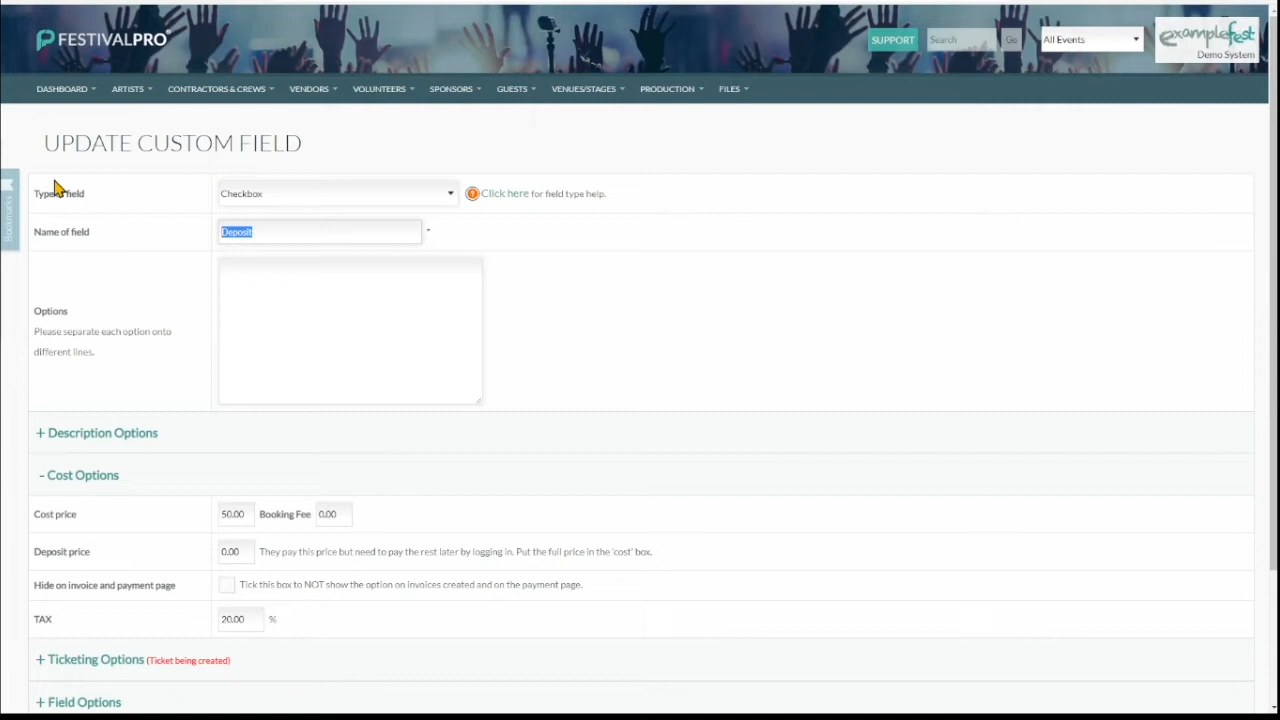 FESTIVALPRO
SUPPORT
Search
Go
All Events
examplefest
Demo System
DASHBOARD
ARTISTS
CONTRACTORS & CREWS
VENDORS
VOLUNTEERS
SPONSORS
GUESTS
VENUES/STAGES
PRODUCTION
FILES
UPDATE CUSTOM FIELD
Bookmarks
Type field
Checkbox
Click here for field type help.
Name of field
Deposit
Options
Please separate each option onto
different lines.
+ Description Options
- Cost Options
Cost price
50.00
Booking Fee
0.00
Deposit price
0.00
They pay this price but need to pay the rest later by logging in. Put the full price in the 'cost' box.
Hide on invoice and payment page
Tick this box to NOT show the option on invoices created and on the payment page.
TAX
20.00
%
+ Ticketing Options (Ticket being created)
+ Field Options